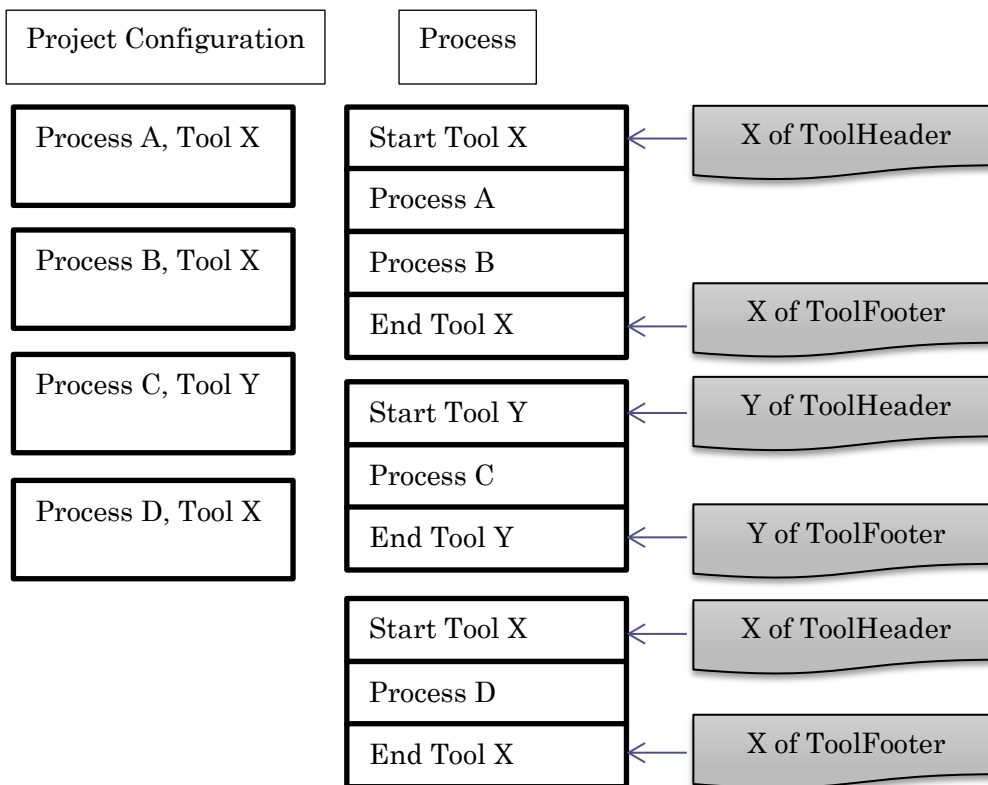 Project Configuration
Process
Process A, Tool X
Process B, Tool X
Process C, Tool Y
Process D, Tool X
Start Tool X
Process A
Process B
End Tool X
Start Tool Y
Process C
End Tool Y
Start Tool X
Process D
End Tool X
X of ToolHeader
X of ToolFooter
Y of ToolHeader
Y of ToolFooter
X of ToolHeader
X of ToolFooter